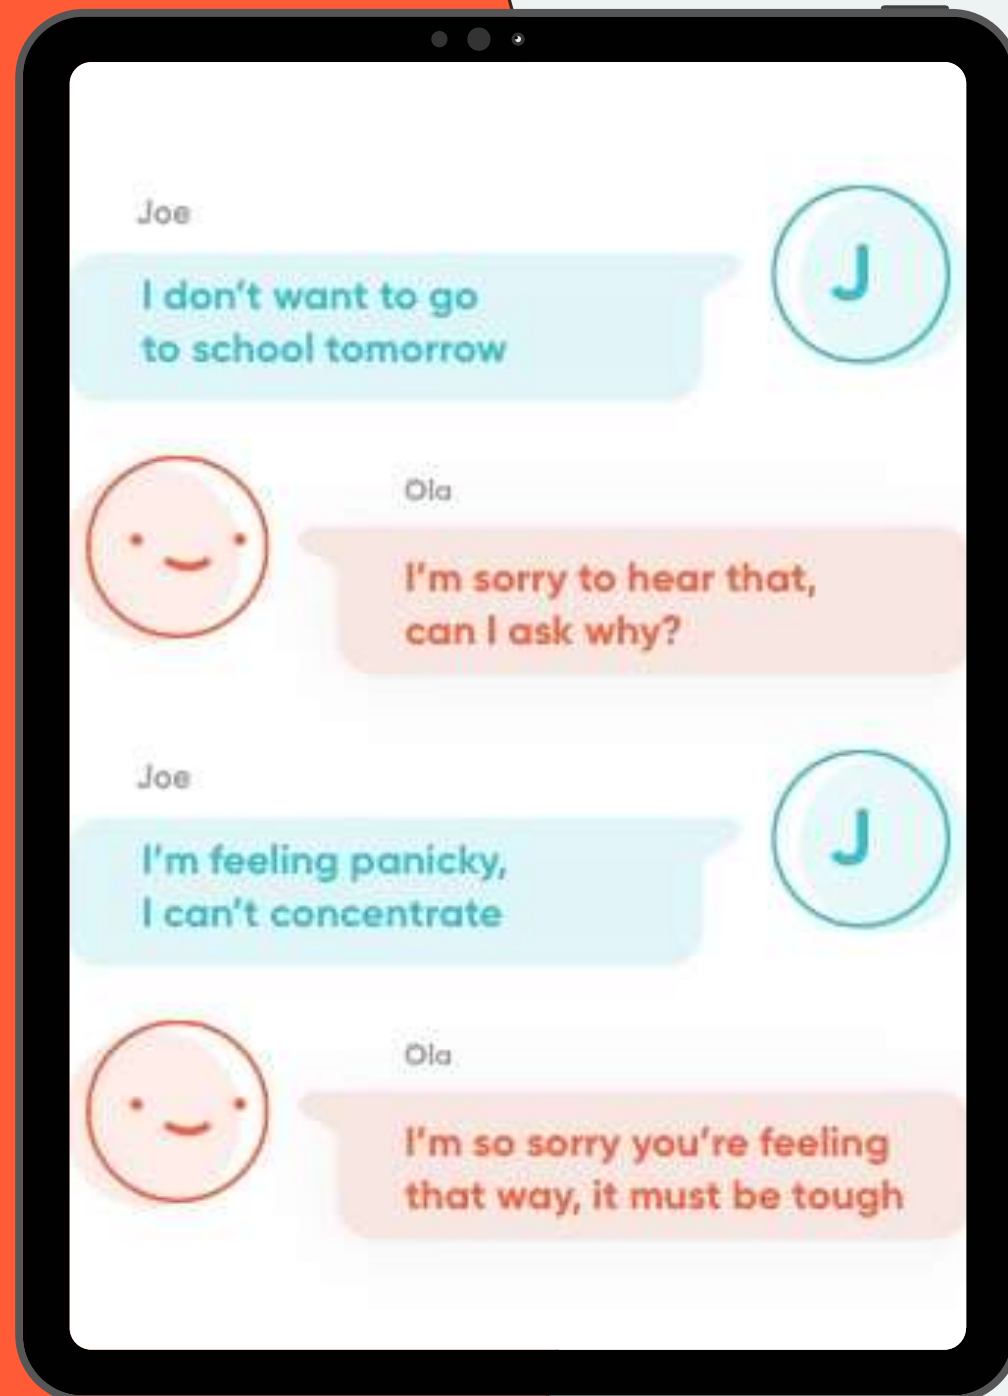 Joe
J
I don't want to go
to school tomorrow
Ola
I'm sorry to hear that,
can I ask why?
Joe
J
I'm feeling panicky,
I can't concentrate
Ola
I'm so sorry you're feeling
that way, it must be tough